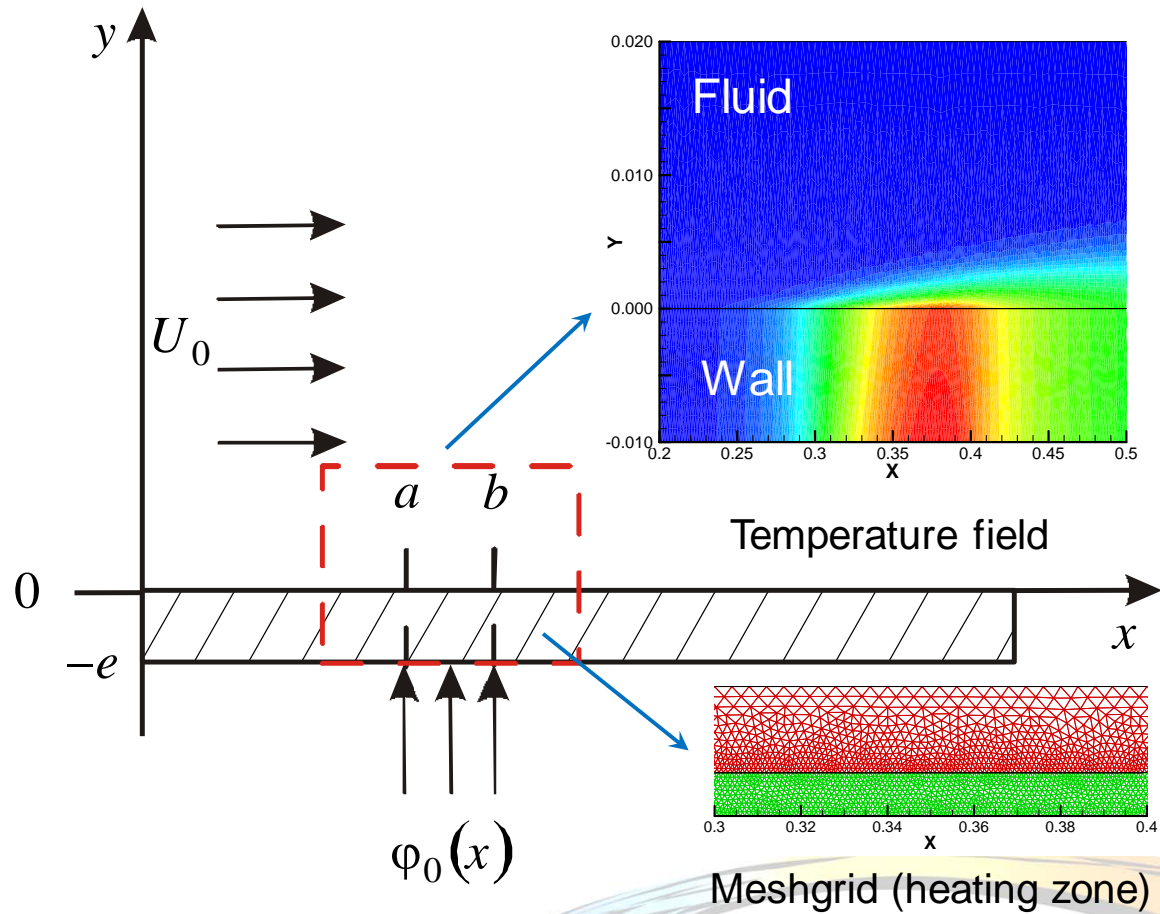 y
U₀
a b
0
–e
x
φ₀(x)
0.020
Fluid
0.010
Y
0.000
Wall
-0.010
0.2 0.25 0.3 0.35 0.4 0.45 0.5
X
Temperature field
0.3 0.32 0.34 0.36 0.38 0.4
X
Meshgrid (heating zone)